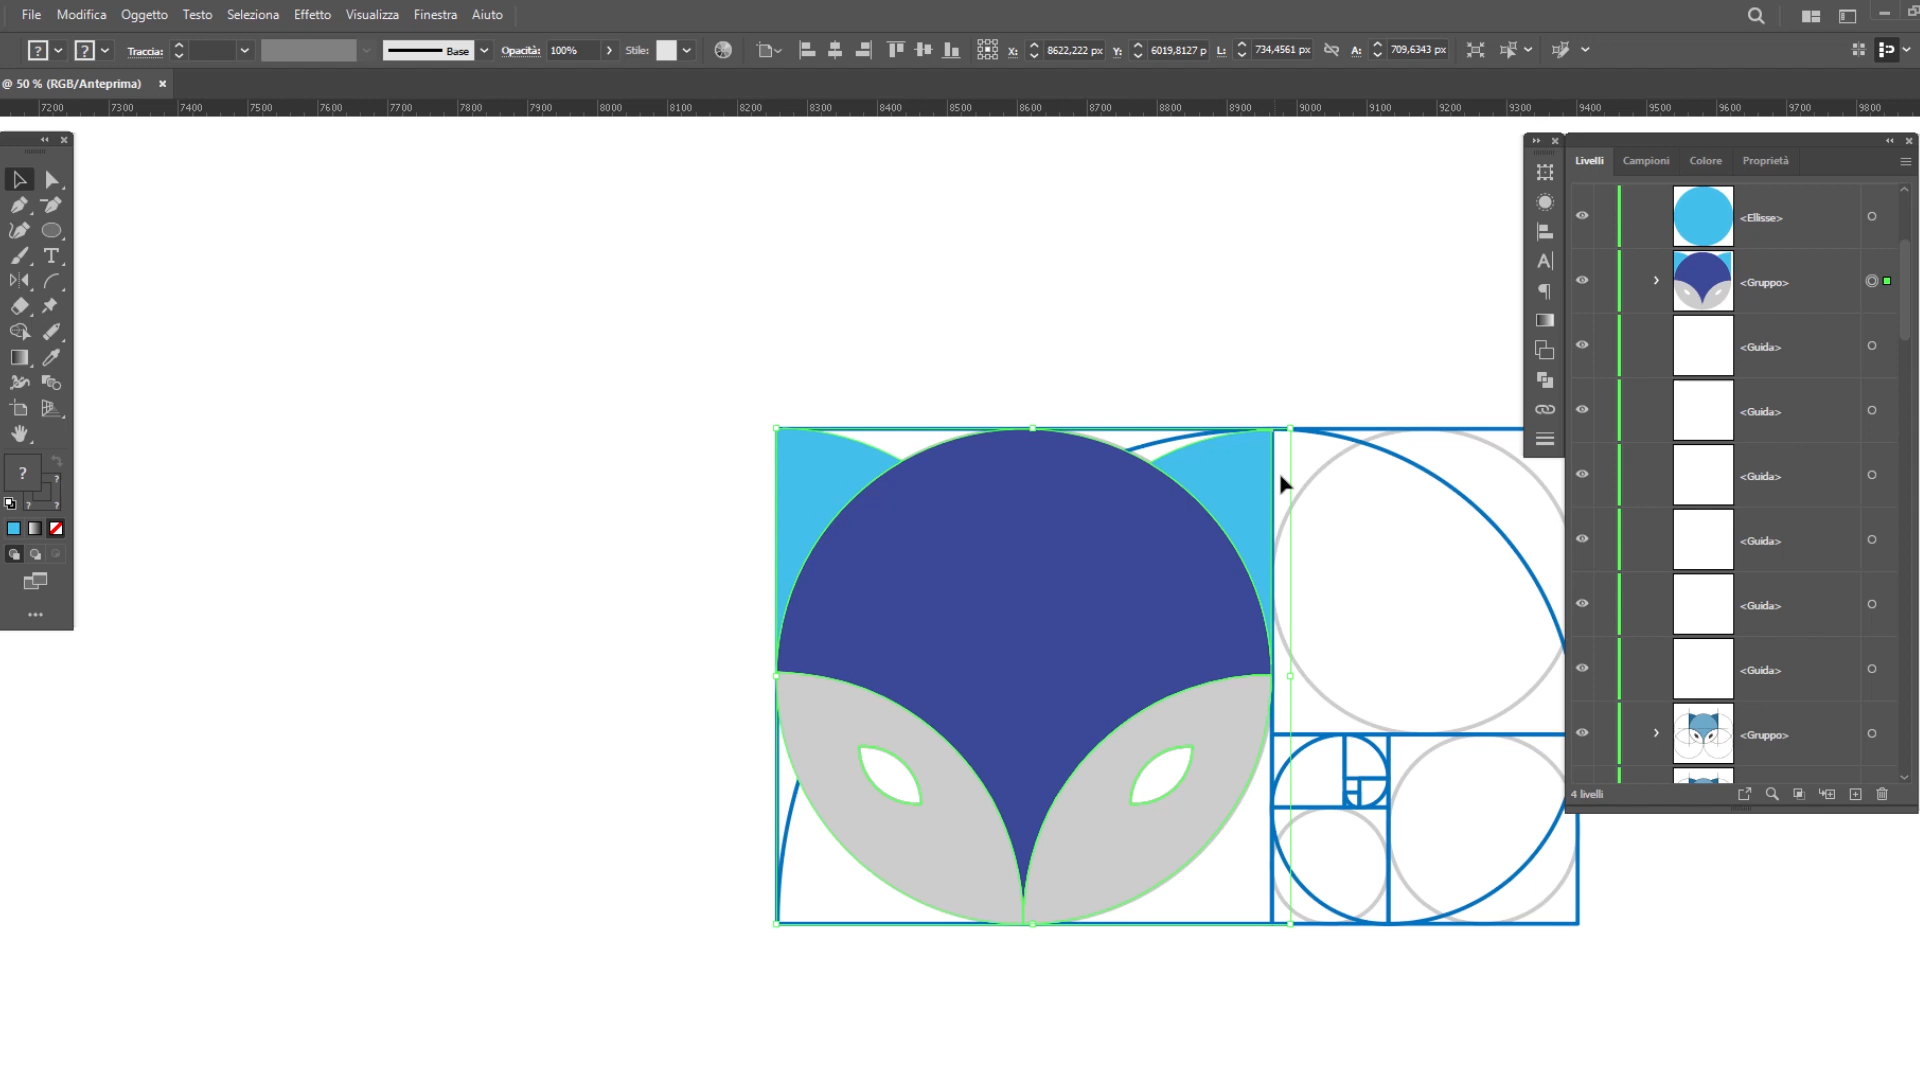 File Modifica Oggetto Testo Seleziona Effetto Visualizza Finestra Aiuto
? ? Traccia: Base Opacità: 100% Stile: X: 8622,222 px Y: 6019,8127 p L: 734,4561 px A: 709,6343 px
@ 50 % (RGB/Anteprima)
7200 7300 7400 7500 7600 7700 7800 7900 8000 8100 8200 8300 8400 8500 8600 8700 8800 8900 9000 9100 9200 9300 9400 9500 9600 9700 9800
Livelli Campioni Colore Proprietà
<Ellisse>
<Gruppo>
<Guida>
<Guida>
<Guida>
<Guida>
<Guida>
<Guida>
<Gruppo>
4 livelli
? 
?
?
?